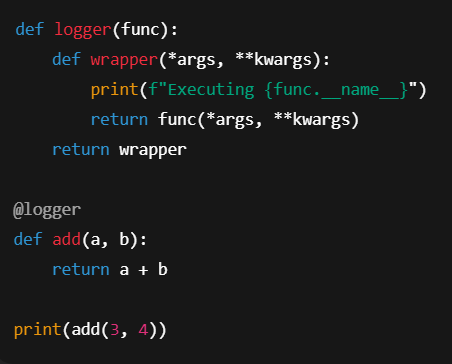 def logger(func):
    def wrapper(*args, **kwargs):
        print(f"Executing {func.__name__}")
        return func(*args, **kwargs)
    return wrapper

@logger
def add(a, b):
    return a + b

print(add(3, 4))